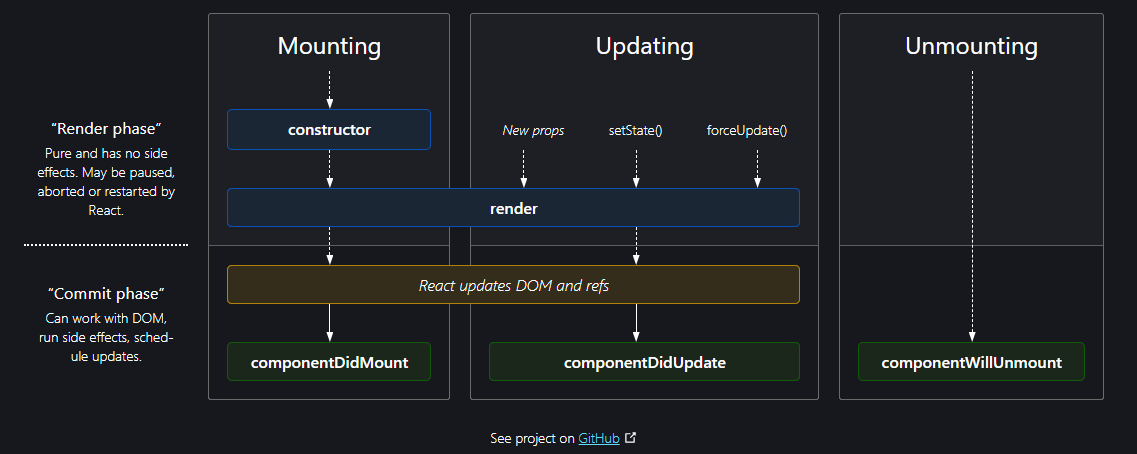 Mounting
Updating
Unmounting
“Render phase”
Pure and has no side
effects. May be paused,
aborted or restarted by
React.
constructor
New props
setState()
forceUpdate()
render
“Commit phase”
Can work with DOM,
run side effects, sched-
ule updates.
React updates DOM and refs
componentDidMount
componentDidUpdate
componentWillUnmount
See project on GitHub